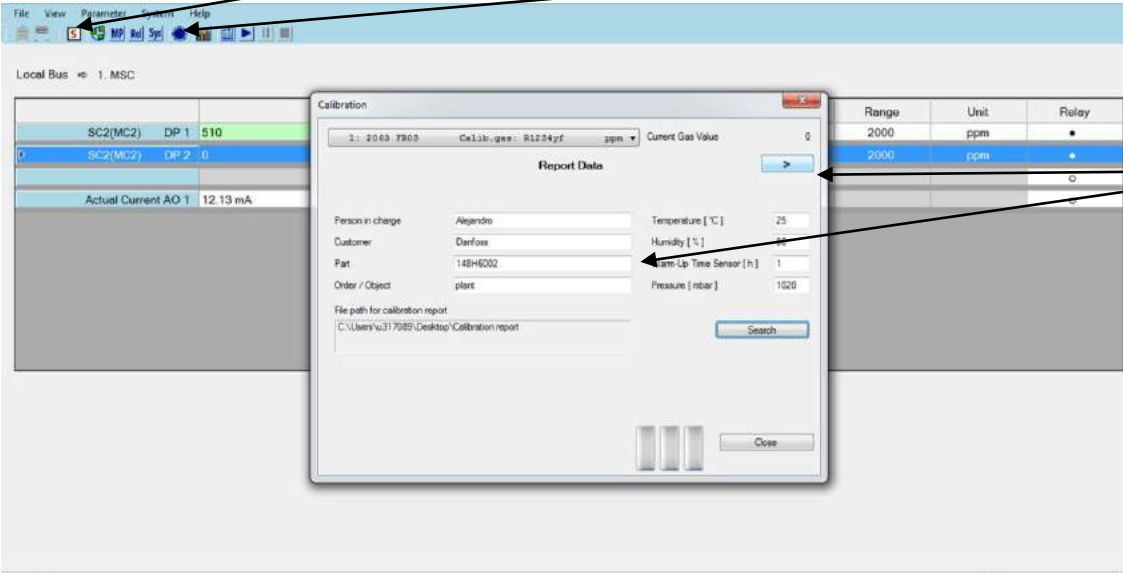 File View Parameter System Help
S MP Rel Sys
Local Bus 1. MSC
Range Unit Relay
SC2(MC2) DP 1 510 2000 ppm
SC2(MC2) DP 2 0 2000 ppm
Actual Current AO 1 12.13 mA
Calibration
1: 2063 FR03 Calib.gas: R1234yf ppm Current Gas Value 0
Report Data >
Person in charge Alejandro Temperature [ °C ] 25
Customer Danfoss Humidity [ % ]
Part 148H6002 Warm-Up Time Sensor [ h ] 1
Order / Object plant Pressure [ mbar ] 1020
File path for calibration report
C:\Users\u317089\Desktop\Calibration report
Search
Close